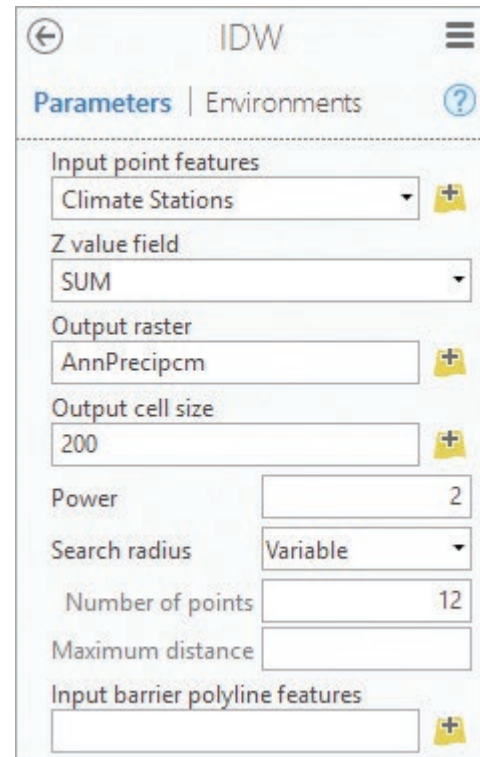 IDW
Parameters | Environments ?
Input point features
Climate Stations
Z value field
SUM
Output raster
AnnPrecipcm
Output cell size
200
Power 2
Search radius Variable
Number of points 12
Maximum distance
Input barrier polyline features